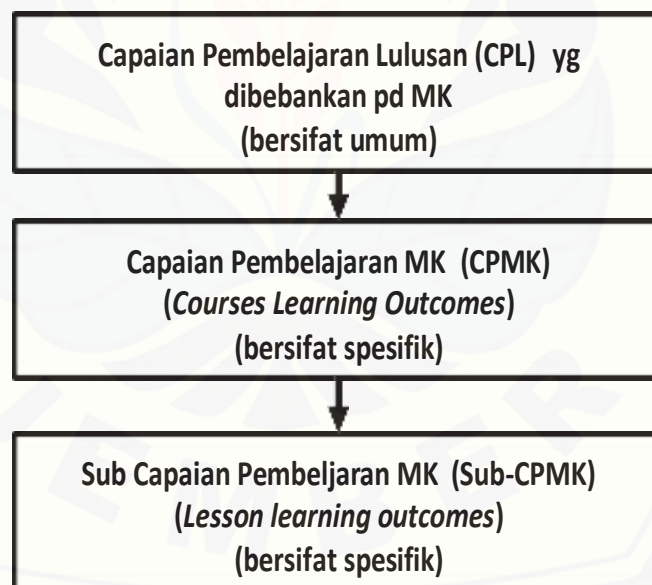 Capaian Pembelajaran Lulusan (CPL) yg
dibebankan pd MK
(bersifat umum)
Capaian Pembelajaran MK (CPMK)
(Courses Learning Outcomes)
(bersifat spesifik)
Sub Capaian Pembeljaran MK (Sub-CPMK)
(Lesson learning outcomes)
(bersifat spesifik)
JEMBER